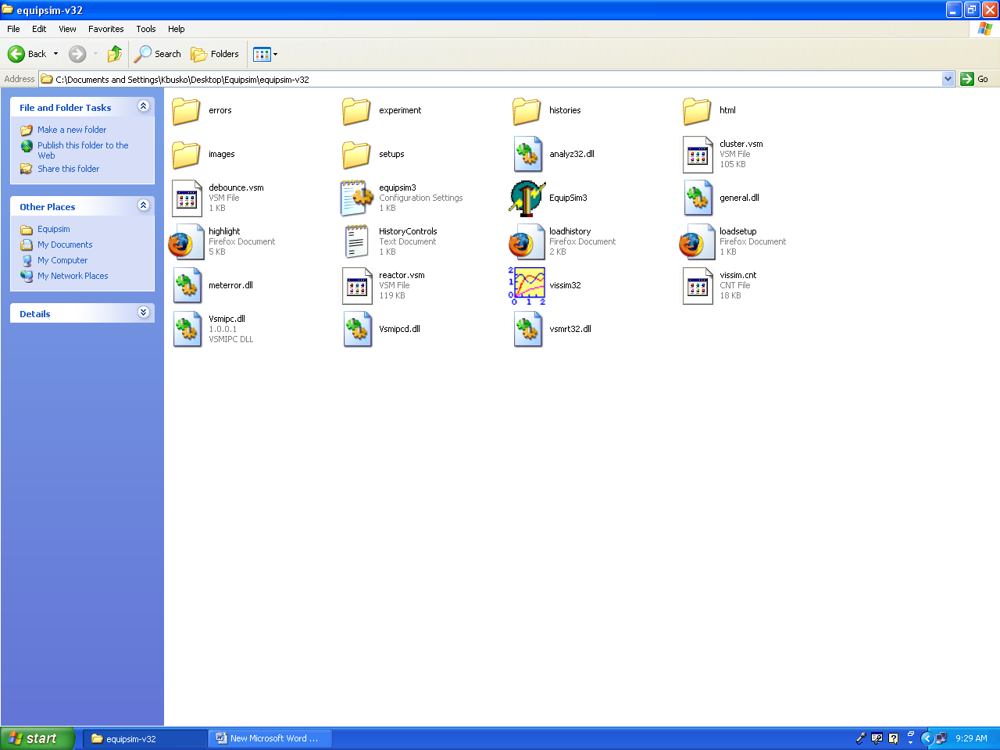 equipsim-v32
File Edit View Favorites Tools Help
Back Search Folders
Address C:\Documents and Settings\Kbusko\Desktop\Equipsim\equipsim-v32 Go
File and Folder Tasks
Make a new folder
Publish this folder to the
Web
Share this folder
Other Places
Equipsim
My Documents
My Computer
My Network Places
Details
errors
experiment
histories
html
images
setups
analyz32.dll
cluster.vsm
VSM File
105 KB
debounce.vsm
VSM File
1 KB
equipsim3
Configuration Settings
1 KB
EquipSim3
general.dll
highlight
Firefox Document
5 KB
HistoryControls
Text Document
1 KB
loadhistory
Firefox Document
2 KB
loadsetup
Firefox Document
1 KB
meterror.dll
reactor.vsm
VSM File
119 KB
2
1
0
0 1 2
vissim32
vissim.cnt
CNT File
18 KB
Vsmipc.dll
1.0.0.1
VSMIPC DLL
Vsmipcd.dll
vsmrt32.dll
start equipsim-v32 New Microsoft Word ... 9:29 AM